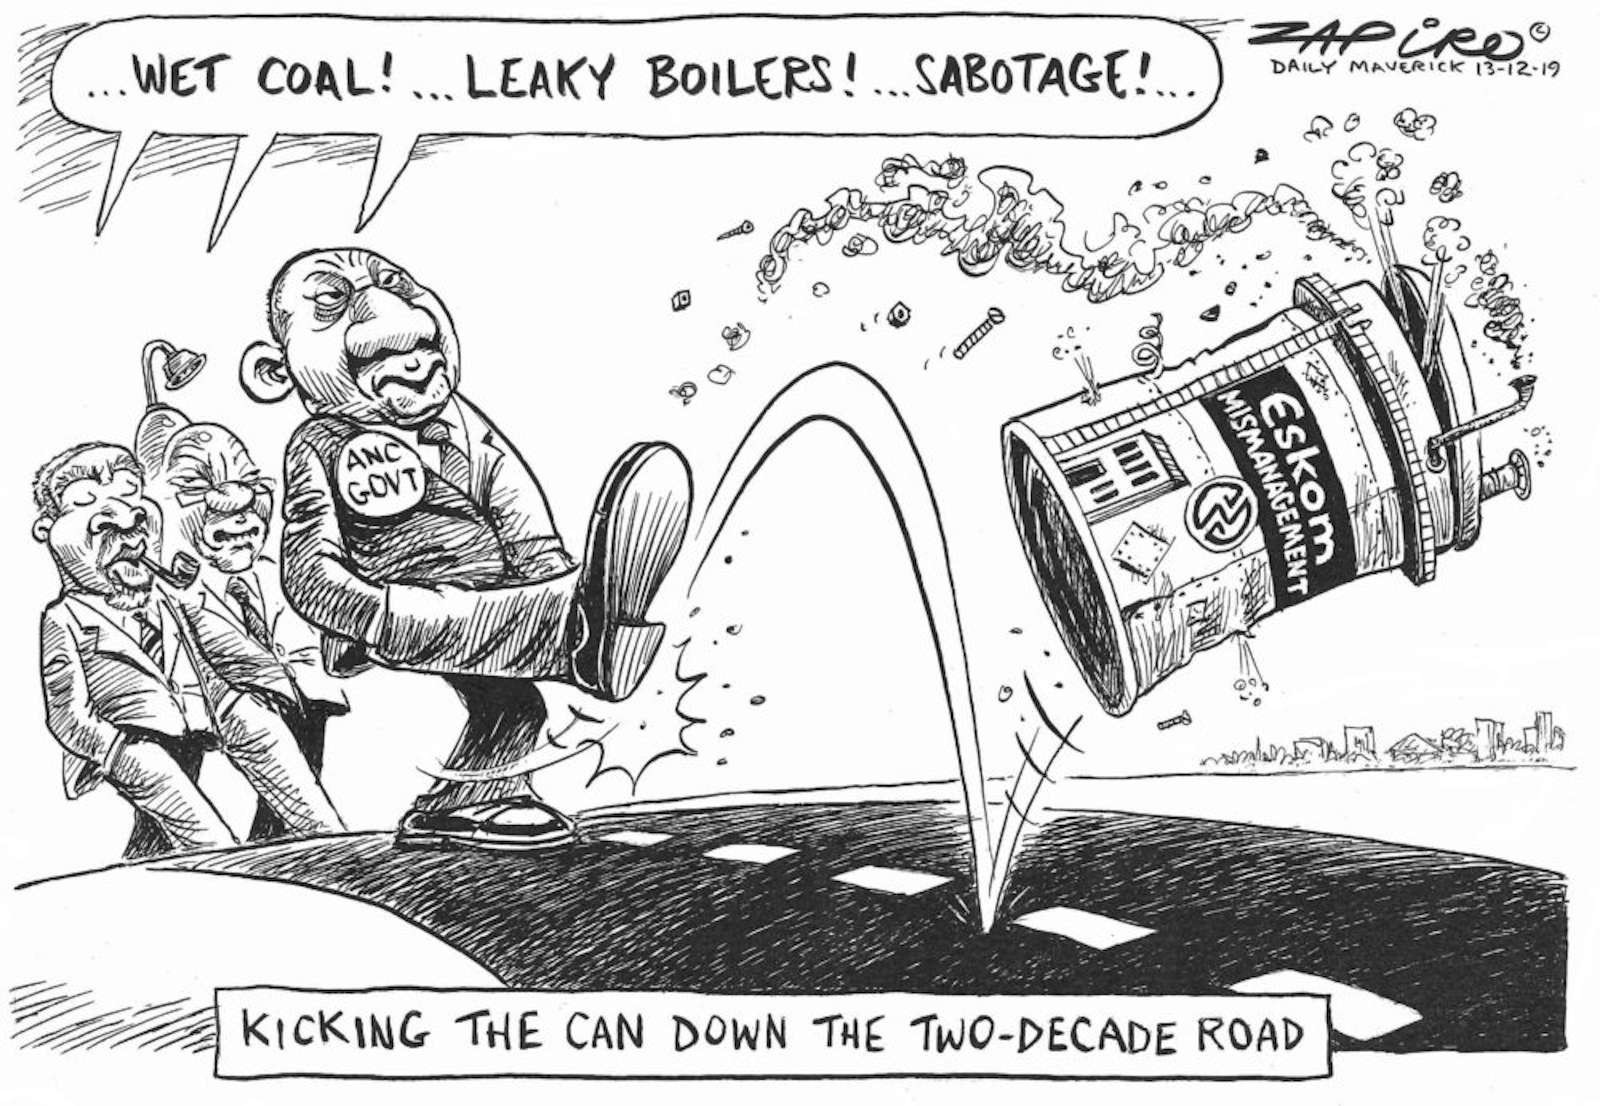 ...WET COAL!...LEAKY BOILERS!...SABOTAGE!...
ZAPIRO ©
DAILY MAVERICK 13-12-19
ANC
GOVT
Eskom
MISMANAGEMENT
KICKING THE CAN DOWN THE TWO-DECADE ROAD